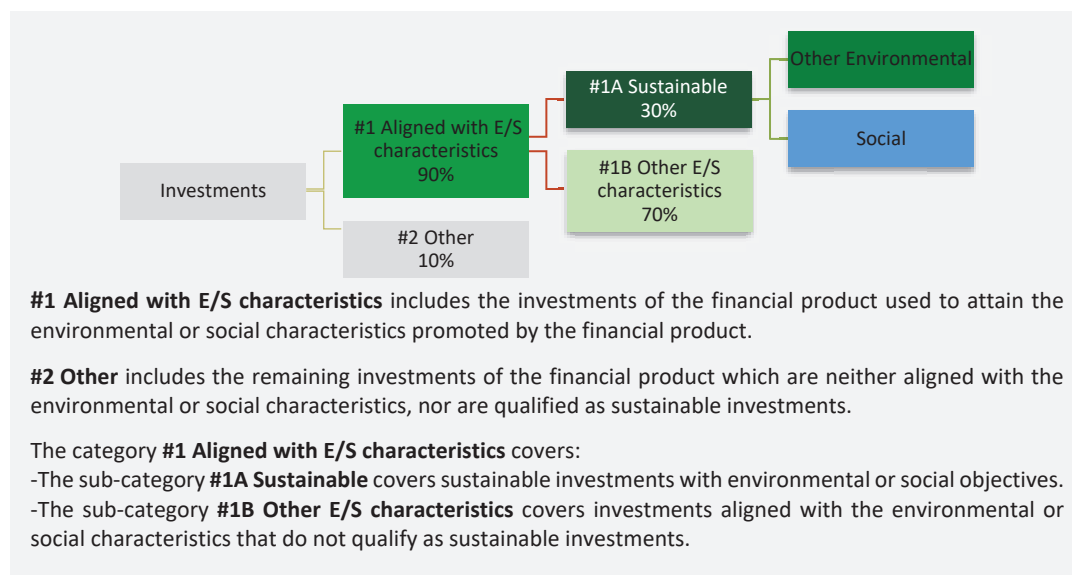 Other Environmental
#1A Sustainable
30%
#1 Aligned with E/S
characteristics
90%
Social
#1B Other E/S
characteristics
70%
Investments
#2 Other
10%
#1 Aligned with E/S characteristics includes the investments of the financial product used to attain the
environmental or social characteristics promoted by the financial product.
#2 Other includes the remaining investments of the financial product which are neither aligned with the
environmental or social characteristics, nor are qualified as sustainable investments.
The category #1 Aligned with E/S characteristics covers:
-The sub-category #1A Sustainable covers sustainable investments with environmental or social objectives.
-The sub-category #1B Other E/S characteristics covers investments aligned with the environmental or
social characteristics that do not qualify as sustainable investments.